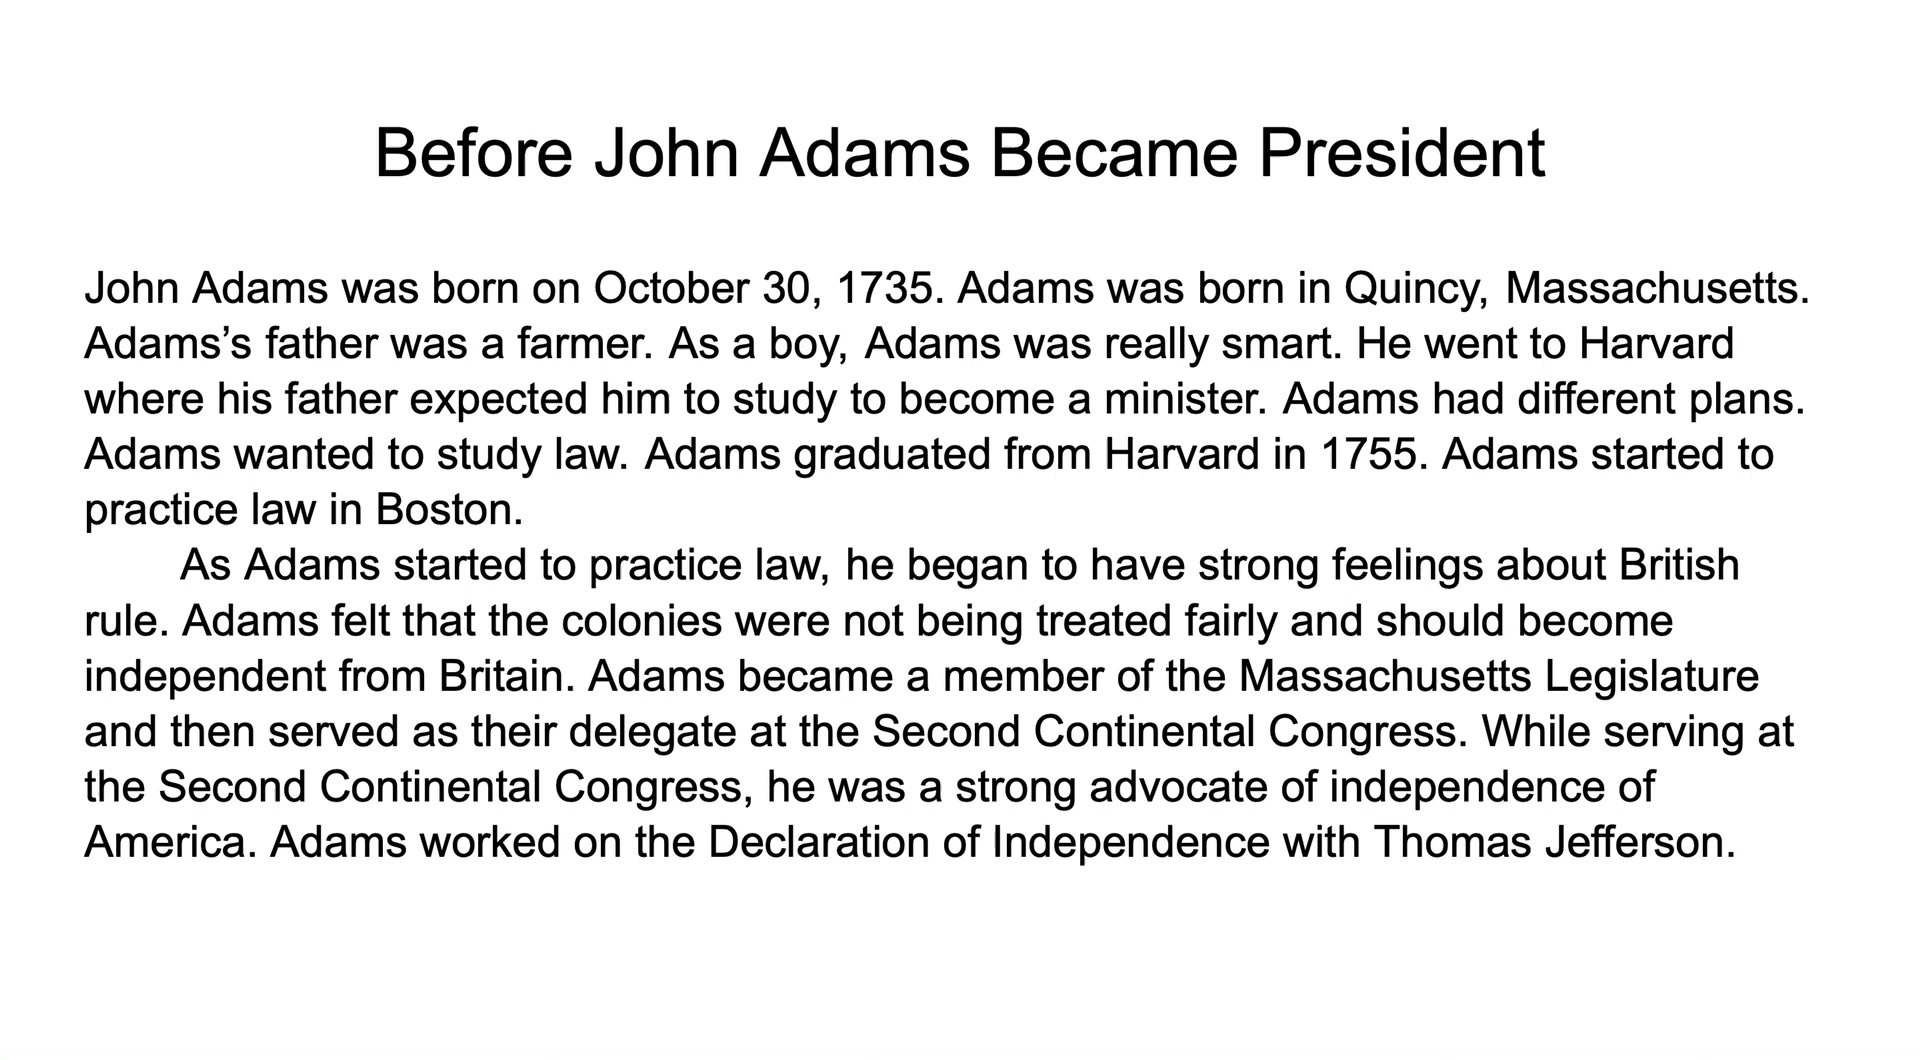 Before John Adams Became President
John Adams was born on October 30, 1735. Adams was born in Quincy, Massachusetts.
Adams’s father was a farmer. As a boy, Adams was really smart. He went to Harvard
where his father expected him to study to become a minister. Adams had different plans.
Adams wanted to study law. Adams graduated from Harvard in 1755. Adams started to
practice law in Boston.
As Adams started to practice law, he began to have strong feelings about British
rule. Adams felt that the colonies were not being treated fairly and should become
independent from Britain. Adams became a member of the Massachusetts Legislature
and then served as their delegate at the Second Continental Congress. While serving at
the Second Continental Congress, he was a strong advocate of independence of
America. Adams worked on the Declaration of Independence with Thomas Jefferson.